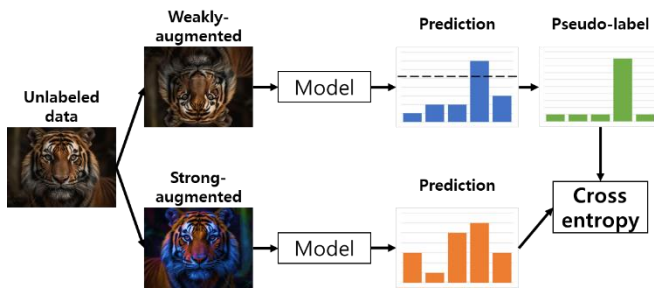 Weakly-
augmented
Prediction
Pseudo-label
Model
Unlabeled
data
Strong-
augmented
Prediction
Model
Cross
entropy